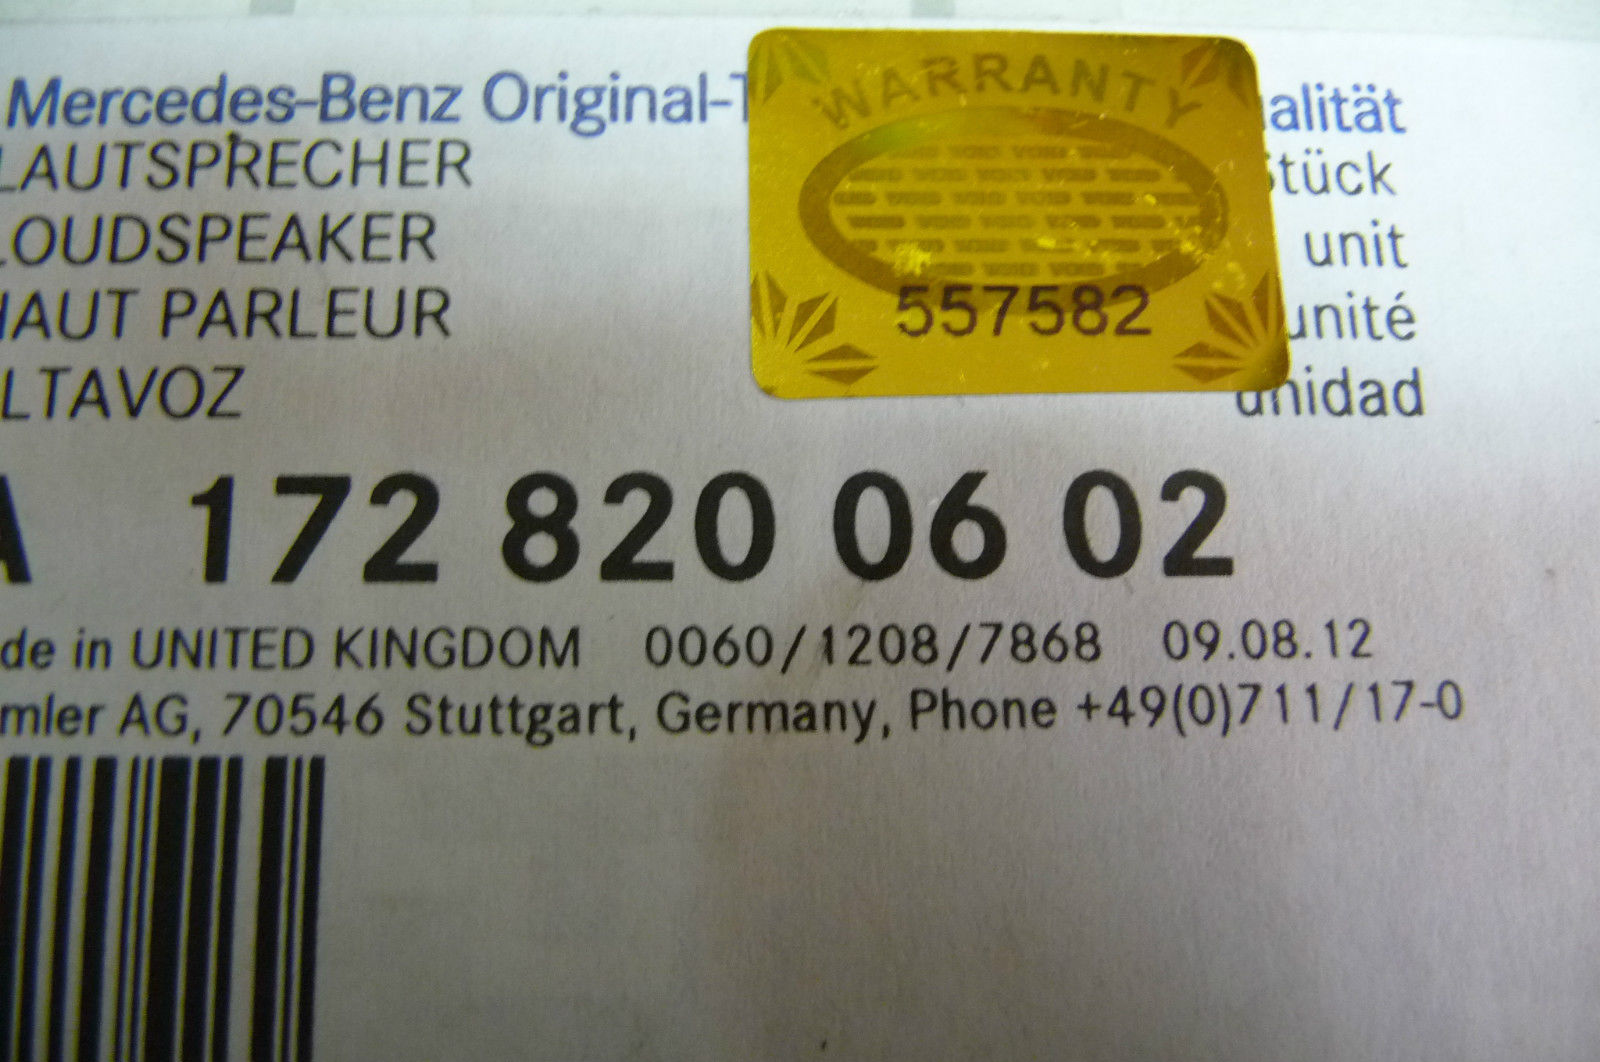 Mercedes-Benz Original-T
alität
LAUTSPRECHER
Stück
LOUDSPEAKER
unit
HAUT PARLEUR
unité
LTAVOZ
unidad
WARRANTY
557582
A 172 820 06 02
de in UNITED KINGDOM 0060/1208/7868 09.08.12
mler AG, 70546 Stuttgart, Germany, Phone +49(0)711/17-0